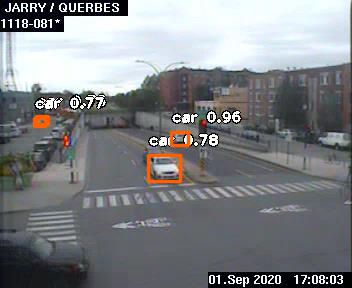 JARRY / QUERBES
1118-081*
car 0.77
car 0.96
car 0.78
01.Sep 2020 17:08:03